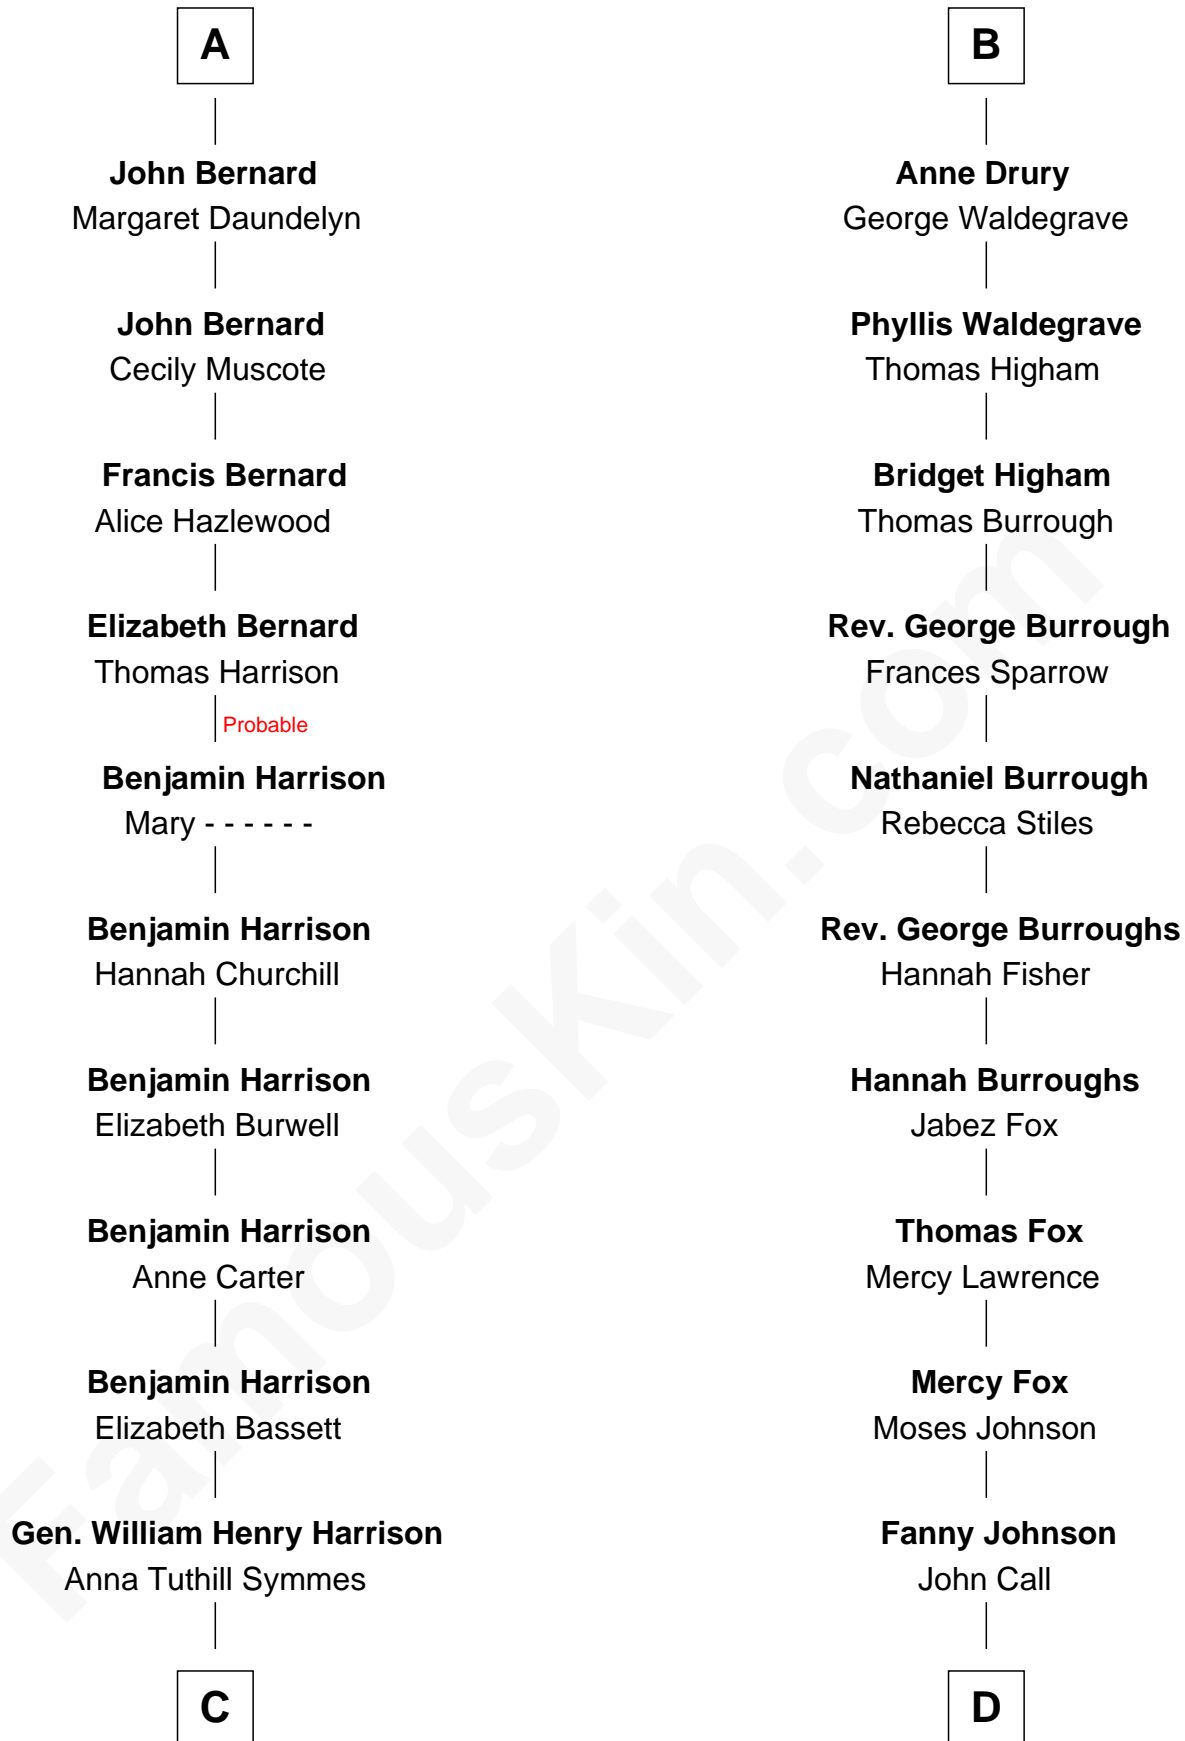 A
John Bernard
Margaret Daundelyn
John Bernard
Cecily Muscote
Francis Bernard
Alice Hazlewood
Elizabeth Bernard
Thomas Harrison
Probable
Benjamin Harrison
Mary - - - - - -
Benjamin Harrison
Hannah Churchill
Benjamin Harrison
Elizabeth Burwell
Benjamin Harrison
Anne Carter
Benjamin Harrison
Elizabeth Bassett
Gen. William Henry Harrison
Anna Tuthill Symmes
C
B
Anne Drury
George Waldegrave
Phyllis Waldegrave
Thomas Higham
Bridget Higham
Thomas Burrough
Rev. George Burrough
Frances Sparrow
Nathaniel Burrough
Rebecca Stiles
Rev. George Burroughs
Hannah Fisher
Hannah Burroughs
Jabez Fox
Thomas Fox
Mercy Lawrence
Mercy Fox
Moses Johnson
Fanny Johnson
John Call
D
FamousKin.com